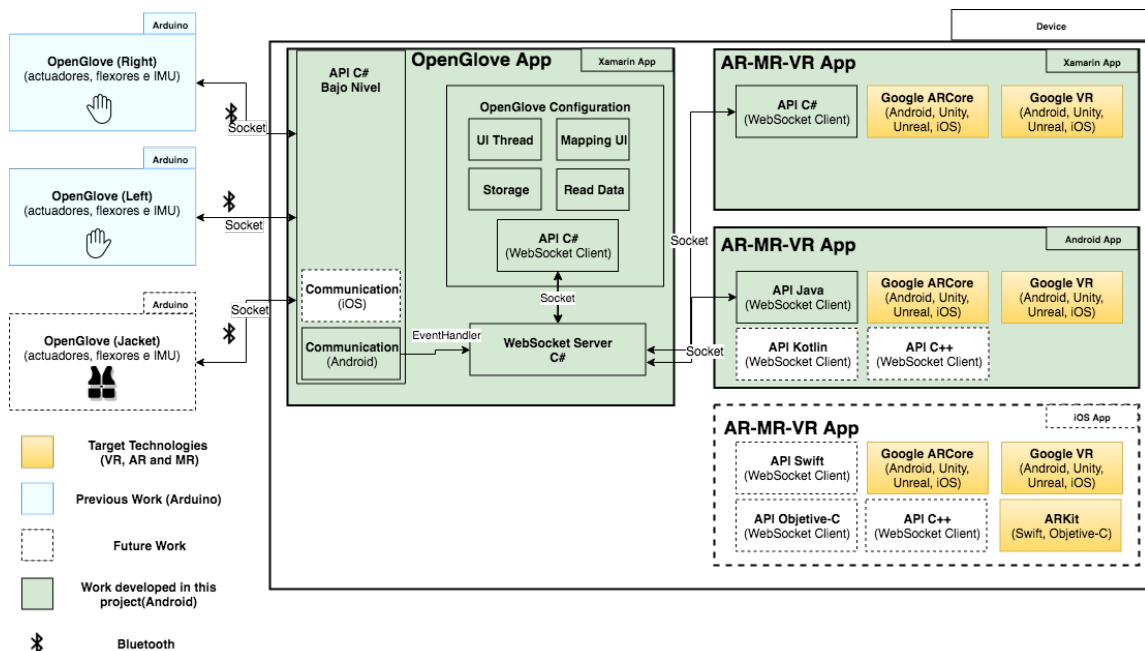 Arduino
OpenGlove (Right)
(actuadores, flexores e IMU)
Socket
Arduino
OpenGlove (Left)
(actuadores, flexores e IMU)
Socket
Arduino
OpenGlove (Jacket)
(actuadores, flexores e IMU)
Socket
Target Technologies
(VR, AR and MR)
Previous Work (Arduino)
Future Work
Work developed in this
project(Android)
Bluetooth
Device
OpenGlove App
Xamarin App
API C#
Bajo Nivel
Communication
(iOS)
Communication
(Android)
EventHandler
OpenGlove Configuration
UI Thread
Mapping UI
Storage
Read Data
API C#
(WebSocket Client)
Socket
WebSocket Server
C#
Socket
Socket
AR-MR-VR App
Xamarin App
API C#
(WebSocket Client)
Google ARCore
(Android, Unity,
Unreal, iOS)
Google VR
(Android, Unity,
Unreal, iOS)
AR-MR-VR App
Android App
API Java
(WebSocket Client)
Google ARCore
(Android, Unity,
Unreal, iOS)
Google VR
(Android, Unity,
Unreal, iOS)
API Kotlin
(WebSocket Client)
API C++
(WebSocket Client)
AR-MR-VR App
iOS App
API Swift
(WebSocket Client)
Google ARCore
(Android, Unity,
Unreal, iOS)
Google VR
(Android, Unity,
Unreal, iOS)
API Objetive-C
(WebSocket Client)
API C++
(WebSocket Client)
ARKit
(Swift, Objetive-C)